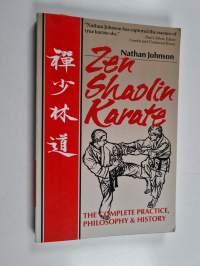 "Nathan Johnson has captured the essence of
true karate-do."
Nathan Johnson
Zen
Shaolin
Karate
禪
少
林
道
THE COMPLETE PRACTICE,
PHILOSOPHY & HISTORY